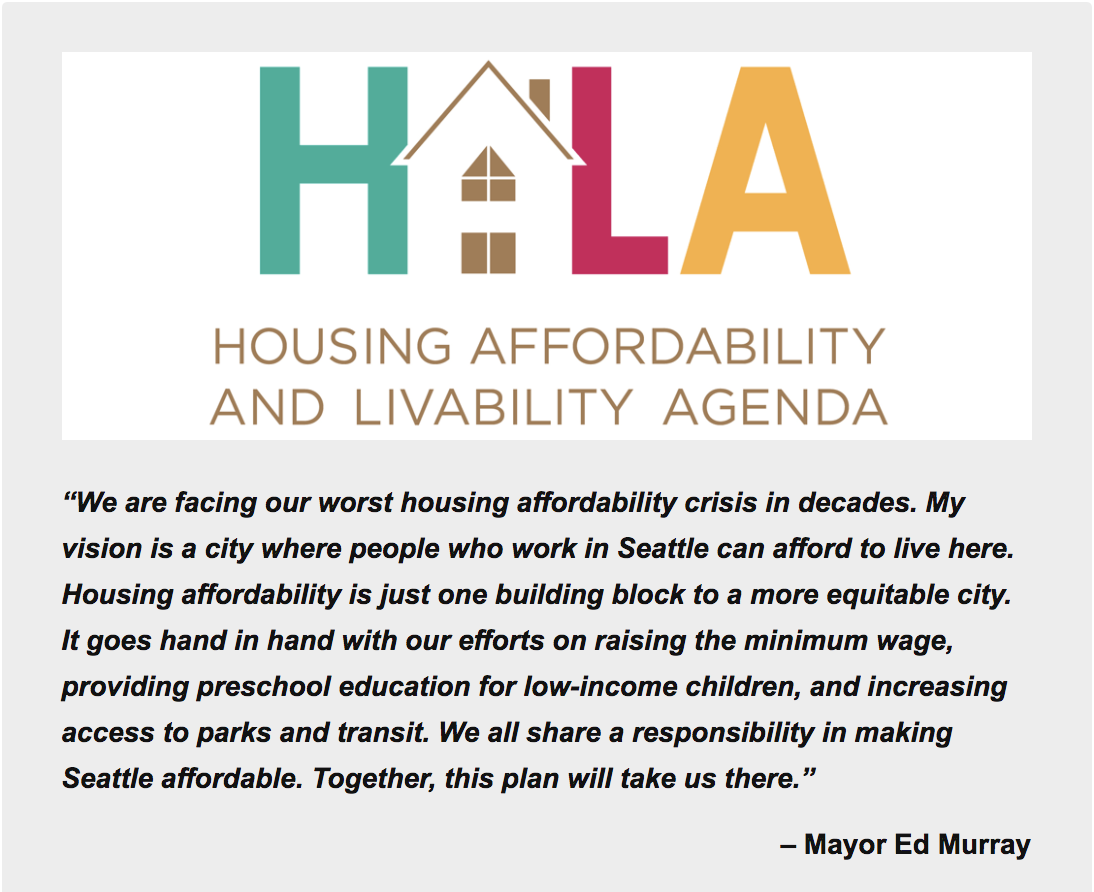 HALA
HOUSING AFFORDABILITY
AND LIVABILITY AGENDA
“We are facing our worst housing affordability crisis in decades. My
vision is a city where people who work in Seattle can afford to live here.
Housing affordability is just one building block to a more equitable city.
It goes hand in hand with our efforts on raising the minimum wage,
providing preschool education for low-income children, and increasing
access to parks and transit. We all share a responsibility in making
Seattle affordable. Together, this plan will take us there.”
– Mayor Ed Murray